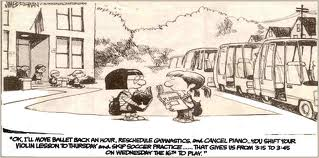 "OK, I'LL MOVE BALLET BACK AN HOUR, RESCHEDULE GYMNASTICS, and CANCEL PIANO... YOU SHIFT YOUR
VIOLIN LESSON TO THURSDAY and SKIP SOCCER PRACTICE...... THAT GIVES US FROM 3:15 TO 3:45
ON WEDNESDAY THE 16TH TO PLAY."